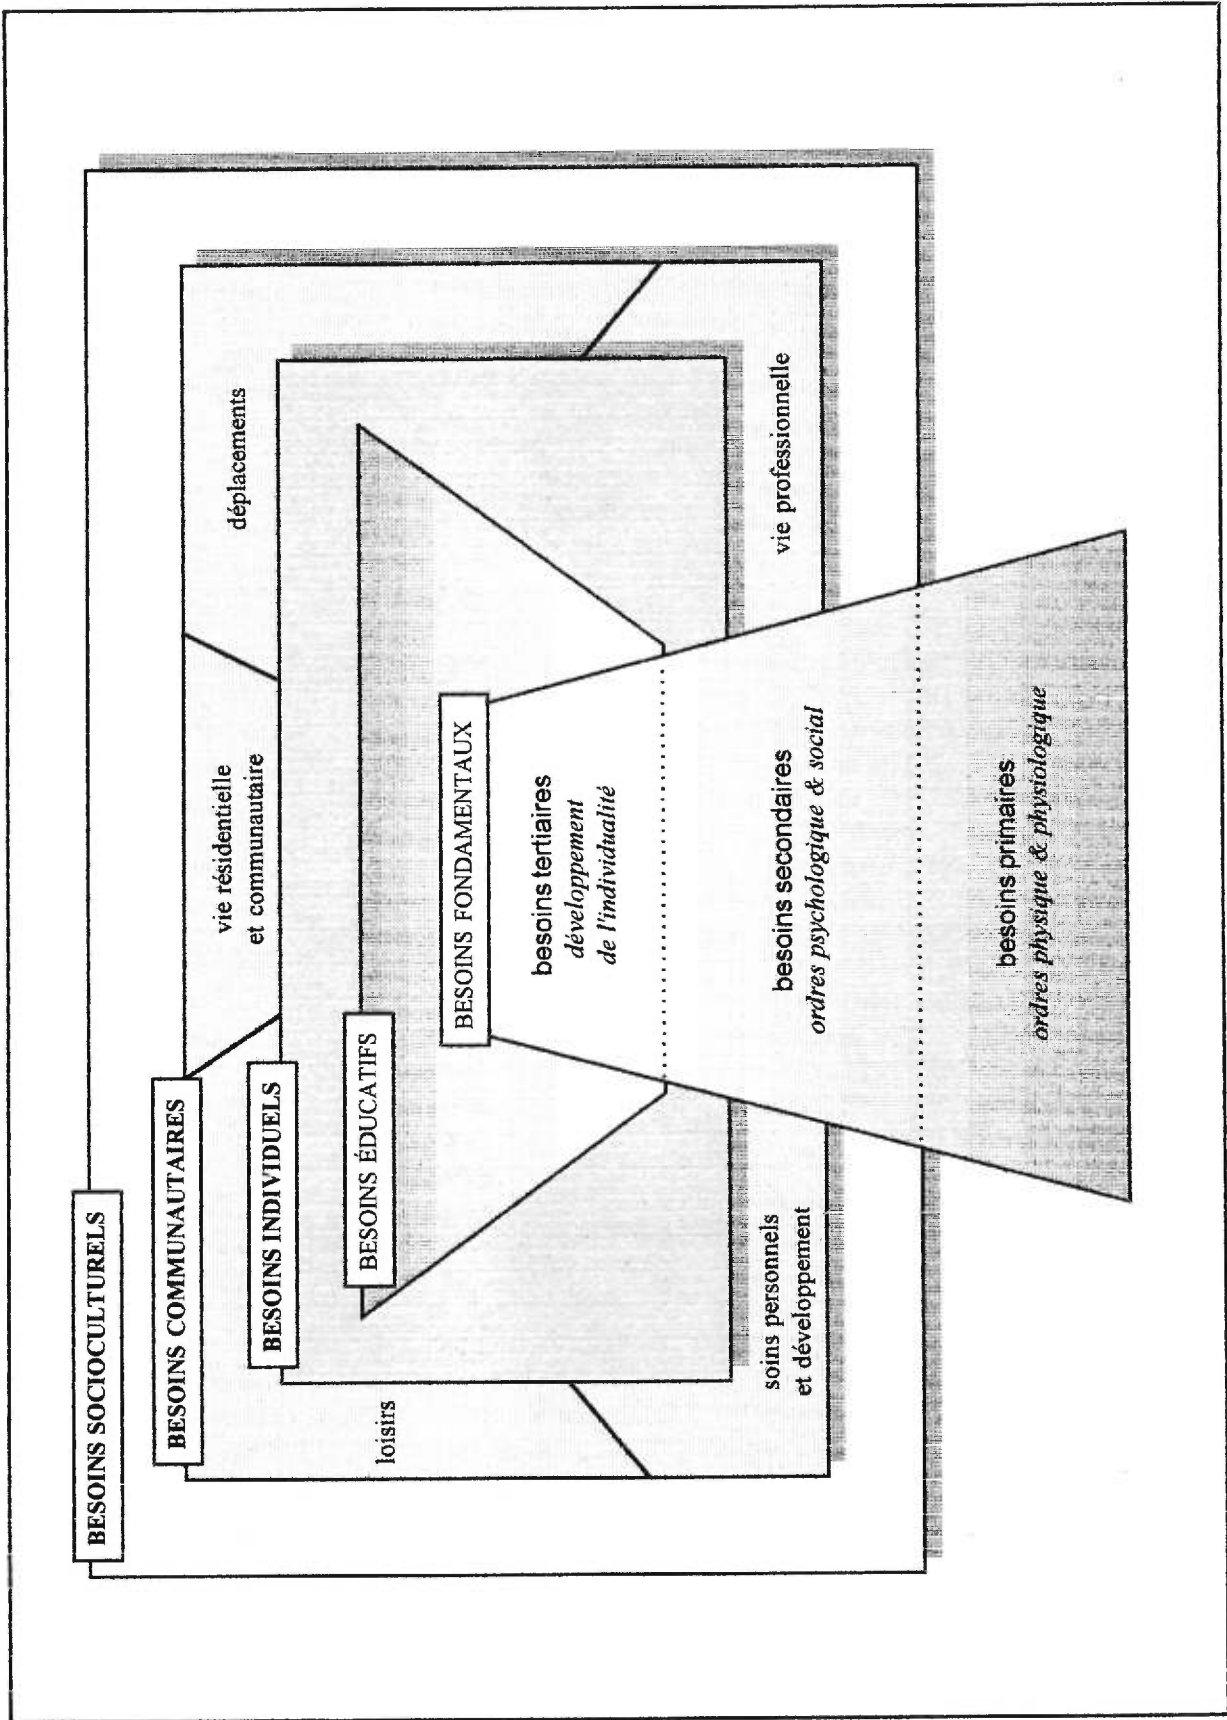 BESOINS SOCIOCULTURELS
BESOINS COMMUNAUTAIRES
vie résidentielle
et communautaire
déplacements
BESOINS INDIVIDUELS
loisirs
BESOINS ÉDUCATIFS
BESOINS FONDAMENTAUX
besoins tertiaires
développement
de l'individualité
soins personnels
et développement
besoins secondaires
ordres psychologique & social
vie professionnelle
besoins primaires
ordres physique & physiologique